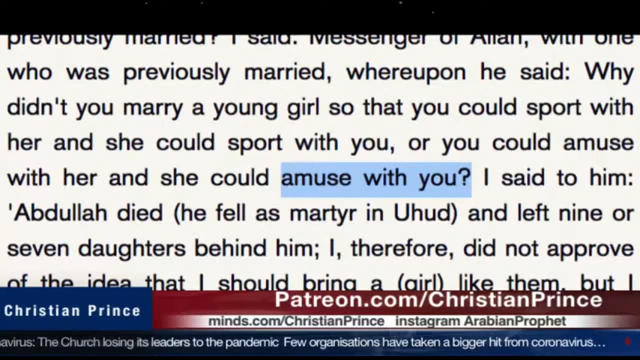 previously married? I said: Messenger of Allah, with one
who was previously married, whereupon he said: Why
didn't you marry a young girl so that you could sport with
her and she could sport with you, or you could amuse
with her and she could amuse with you? I said to him:
'Abdullah died (he fell as martyr in Uhud) and left nine or
seven daughters behind him; I, therefore, did not approve
of the idea that I should bring a (girl) like them, but I
Christian Prince
Patreon.com/ChristianPrince
minds.com/ChristianPrince instagram ArabianProphet
navirus: The Church losing its leaders to the pandemic Few organisations have taken a bigger hit from coronavirus...